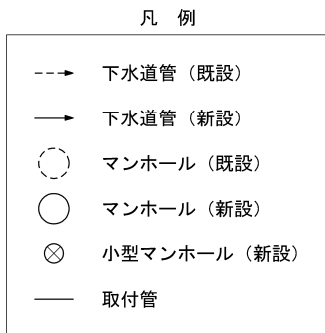 凡 例
下水道管（既設）
下水道管（新設）
マンホール（既設）
マンホール（新設）
小型マンホール（新設）
取付管